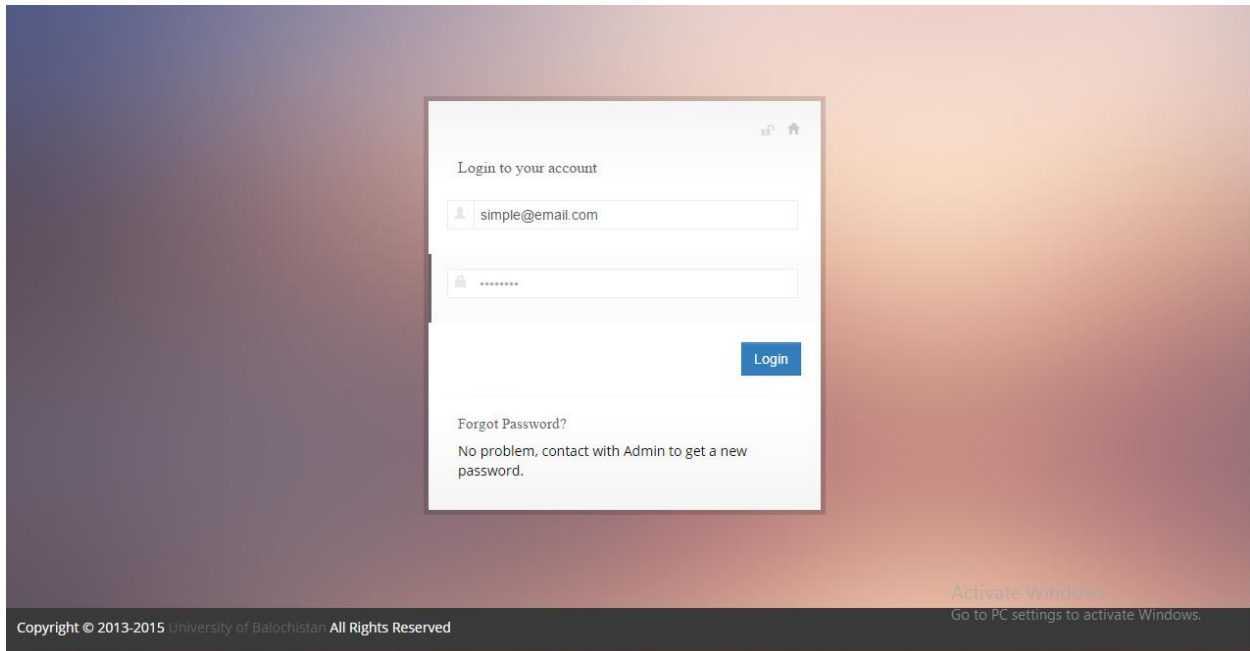 Login to your account
simple@email.com
••••••••
Login
Forgot Password?
No problem, contact with Admin to get a new
password.
Activate Windows
Go to PC settings to activate Windows.
Copyright © 2013-2015 University of Balochistan All Rights Reserved